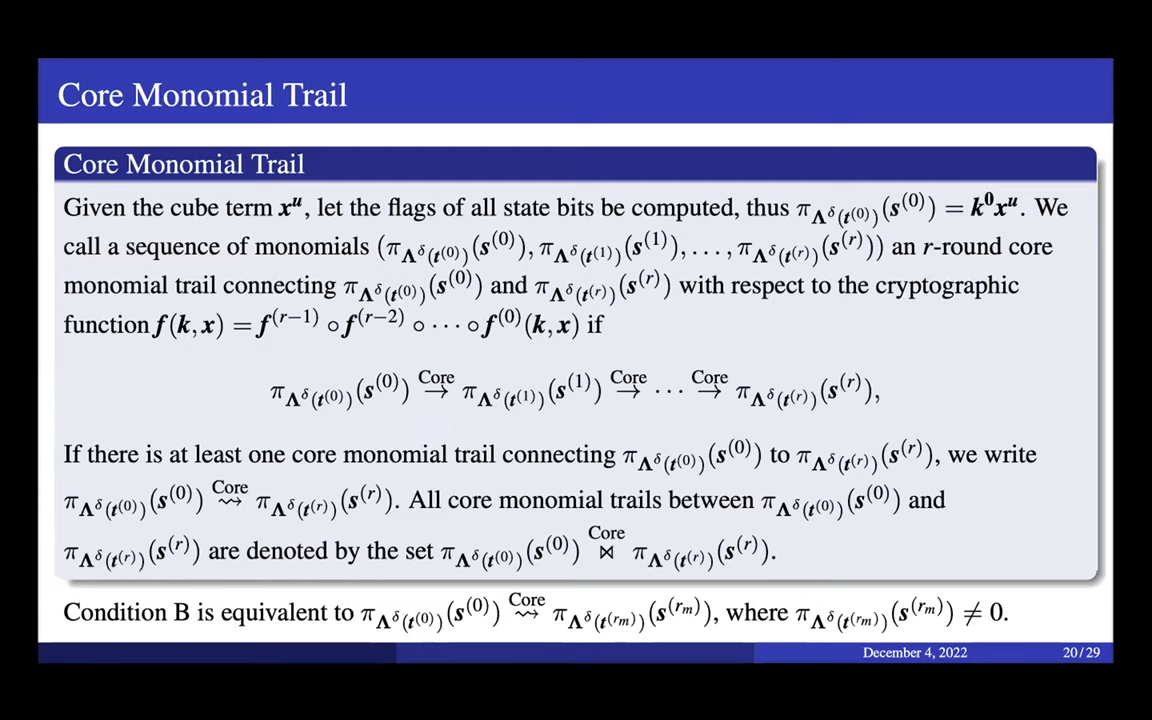 Core Monomial Trail
Core Monomial Trail
Given the cube term 𝒙^𝒖, let the flags of all state bits be computed, thus π_{𝚲^δ(𝒕^(0))}(𝒔^(0)) = 𝒌^𝟎𝒙^𝒖. We
call a sequence of monomials (π_{𝚲^δ(𝒕^(0))}(𝒔^(0)), π_{𝚲^δ(𝒕^(1))}(𝒔^(1)), . . . , π_{𝚲^δ(𝒕^(r))}(𝒔^(r))) an r-round core
monomial trail connecting π_{𝚲^δ(𝒕^(0))}(𝒔^(0)) and π_{𝚲^δ(𝒕^(r))}(𝒔^(r)) with respect to the cryptographic
function 𝒇(𝒌, 𝒙) = 𝒇^(r−1) ∘ 𝒇^(r−2) ∘ · · · ∘ 𝒇^(0)(𝒌, 𝒙) if
π_{𝚲^δ(𝒕^(0))}(𝒔^(0)) Core→ π_{𝚲^δ(𝒕^(1))}(𝒔^(1)) Core→ · · · Core→ π_{𝚲^δ(𝒕^(r))}(𝒔^(r)),
If there is at least one core monomial trail connecting π_{𝚲^δ(𝒕^(0))}(𝒔^(0)) to π_{𝚲^δ(𝒕^(r))}(𝒔^(r)), we write
π_{𝚲^δ(𝒕^(0))}(𝒔^(0)) Core⇝ π_{𝚲^δ(𝒕^(r))}(𝒔^(r)). All core monomial trails between π_{𝚲^δ(𝒕^(0))}(𝒔^(0)) and
π_{𝚲^δ(𝒕^(r))}(𝒔^(r)) are denoted by the set π_{𝚲^δ(𝒕^(0))}(𝒔^(0)) Core⋈ π_{𝚲^δ(𝒕^(r))}(𝒔^(r)).
Condition B is equivalent to π_{𝚲^δ(𝒕^(0))}(𝒔^(0)) Core⇝ π_{𝚲^δ(𝒕^(r_m))}(𝒔^(r_m)), where π_{𝚲^δ(𝒕^(r_m))}(𝒔^(r_m)) ≠ 0.
December 4, 2022 20/29